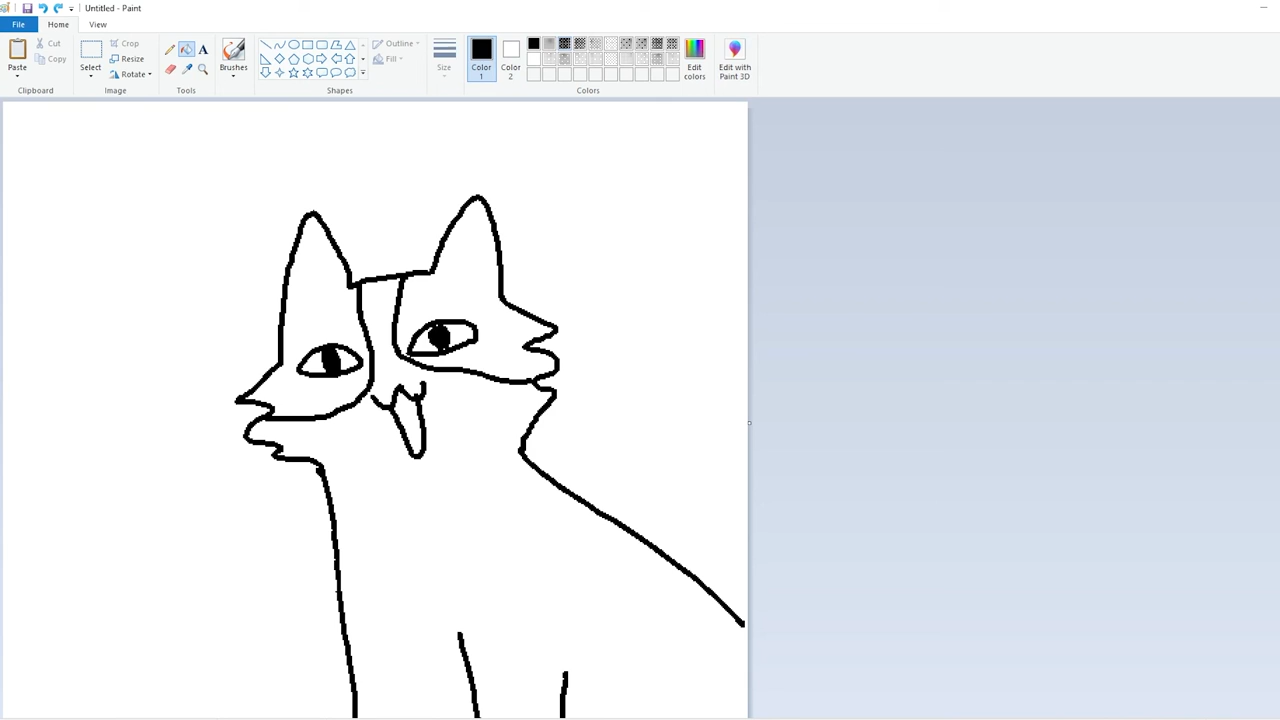 Untitled - Paint
File Home View
Paste Cut Copy Clipboard
Select Crop Resize Rotate Image
A Tools
Brushes
Outline Fill Shapes
Size
Color 1
Color 2
Edit colors
Colors
Edit with Paint 3D